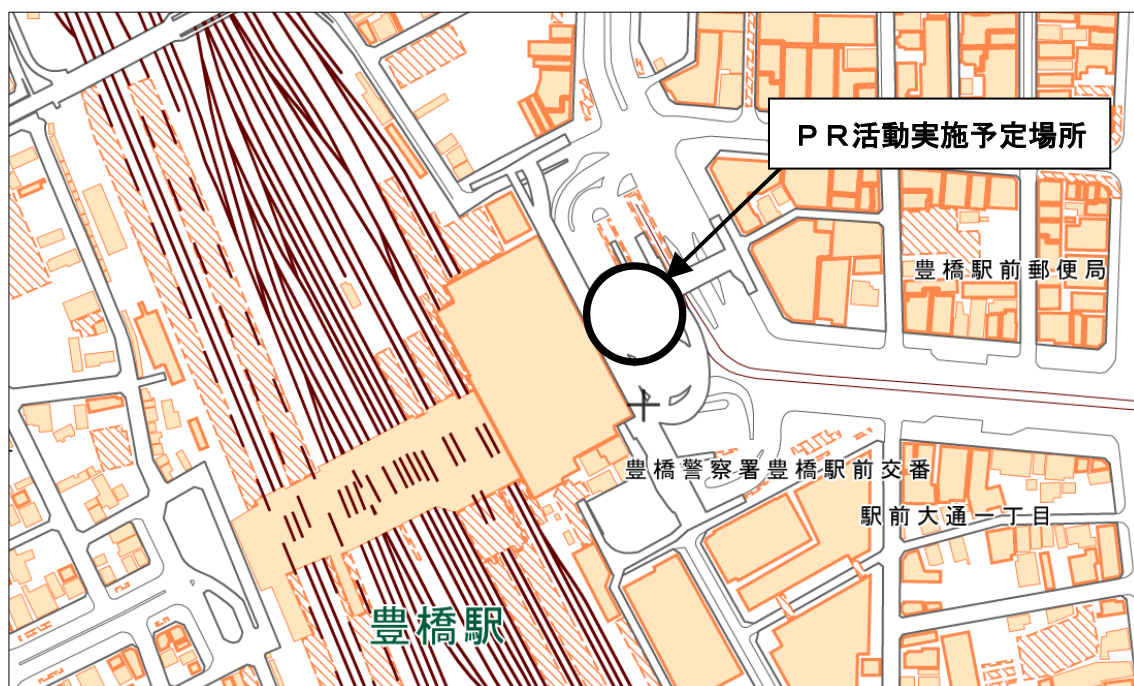 ＰＲ活動実施予定場所
豊橋駅前郵便局
豊橋警察署豊橋駅前交番
駅前大通一丁目
豊橋駅